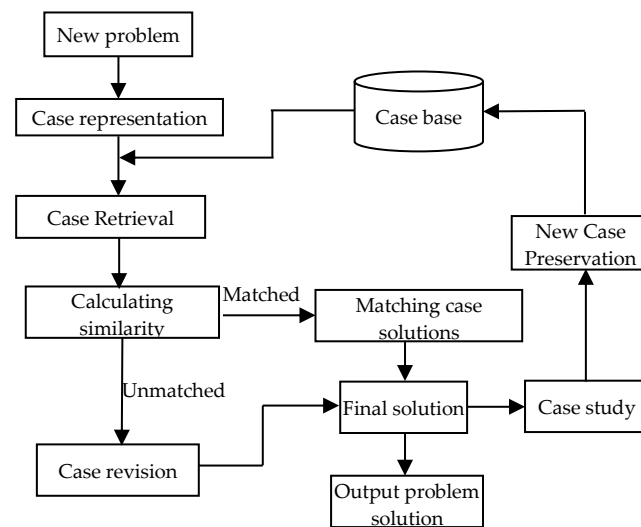 New problem
Case representation
Case base
Case Retrieval
New Case
Preservation
Calculating
similarity
Matched
Matching case
solutions
Unmatched
Final solution
Case study
Case revision
Output problem
solution